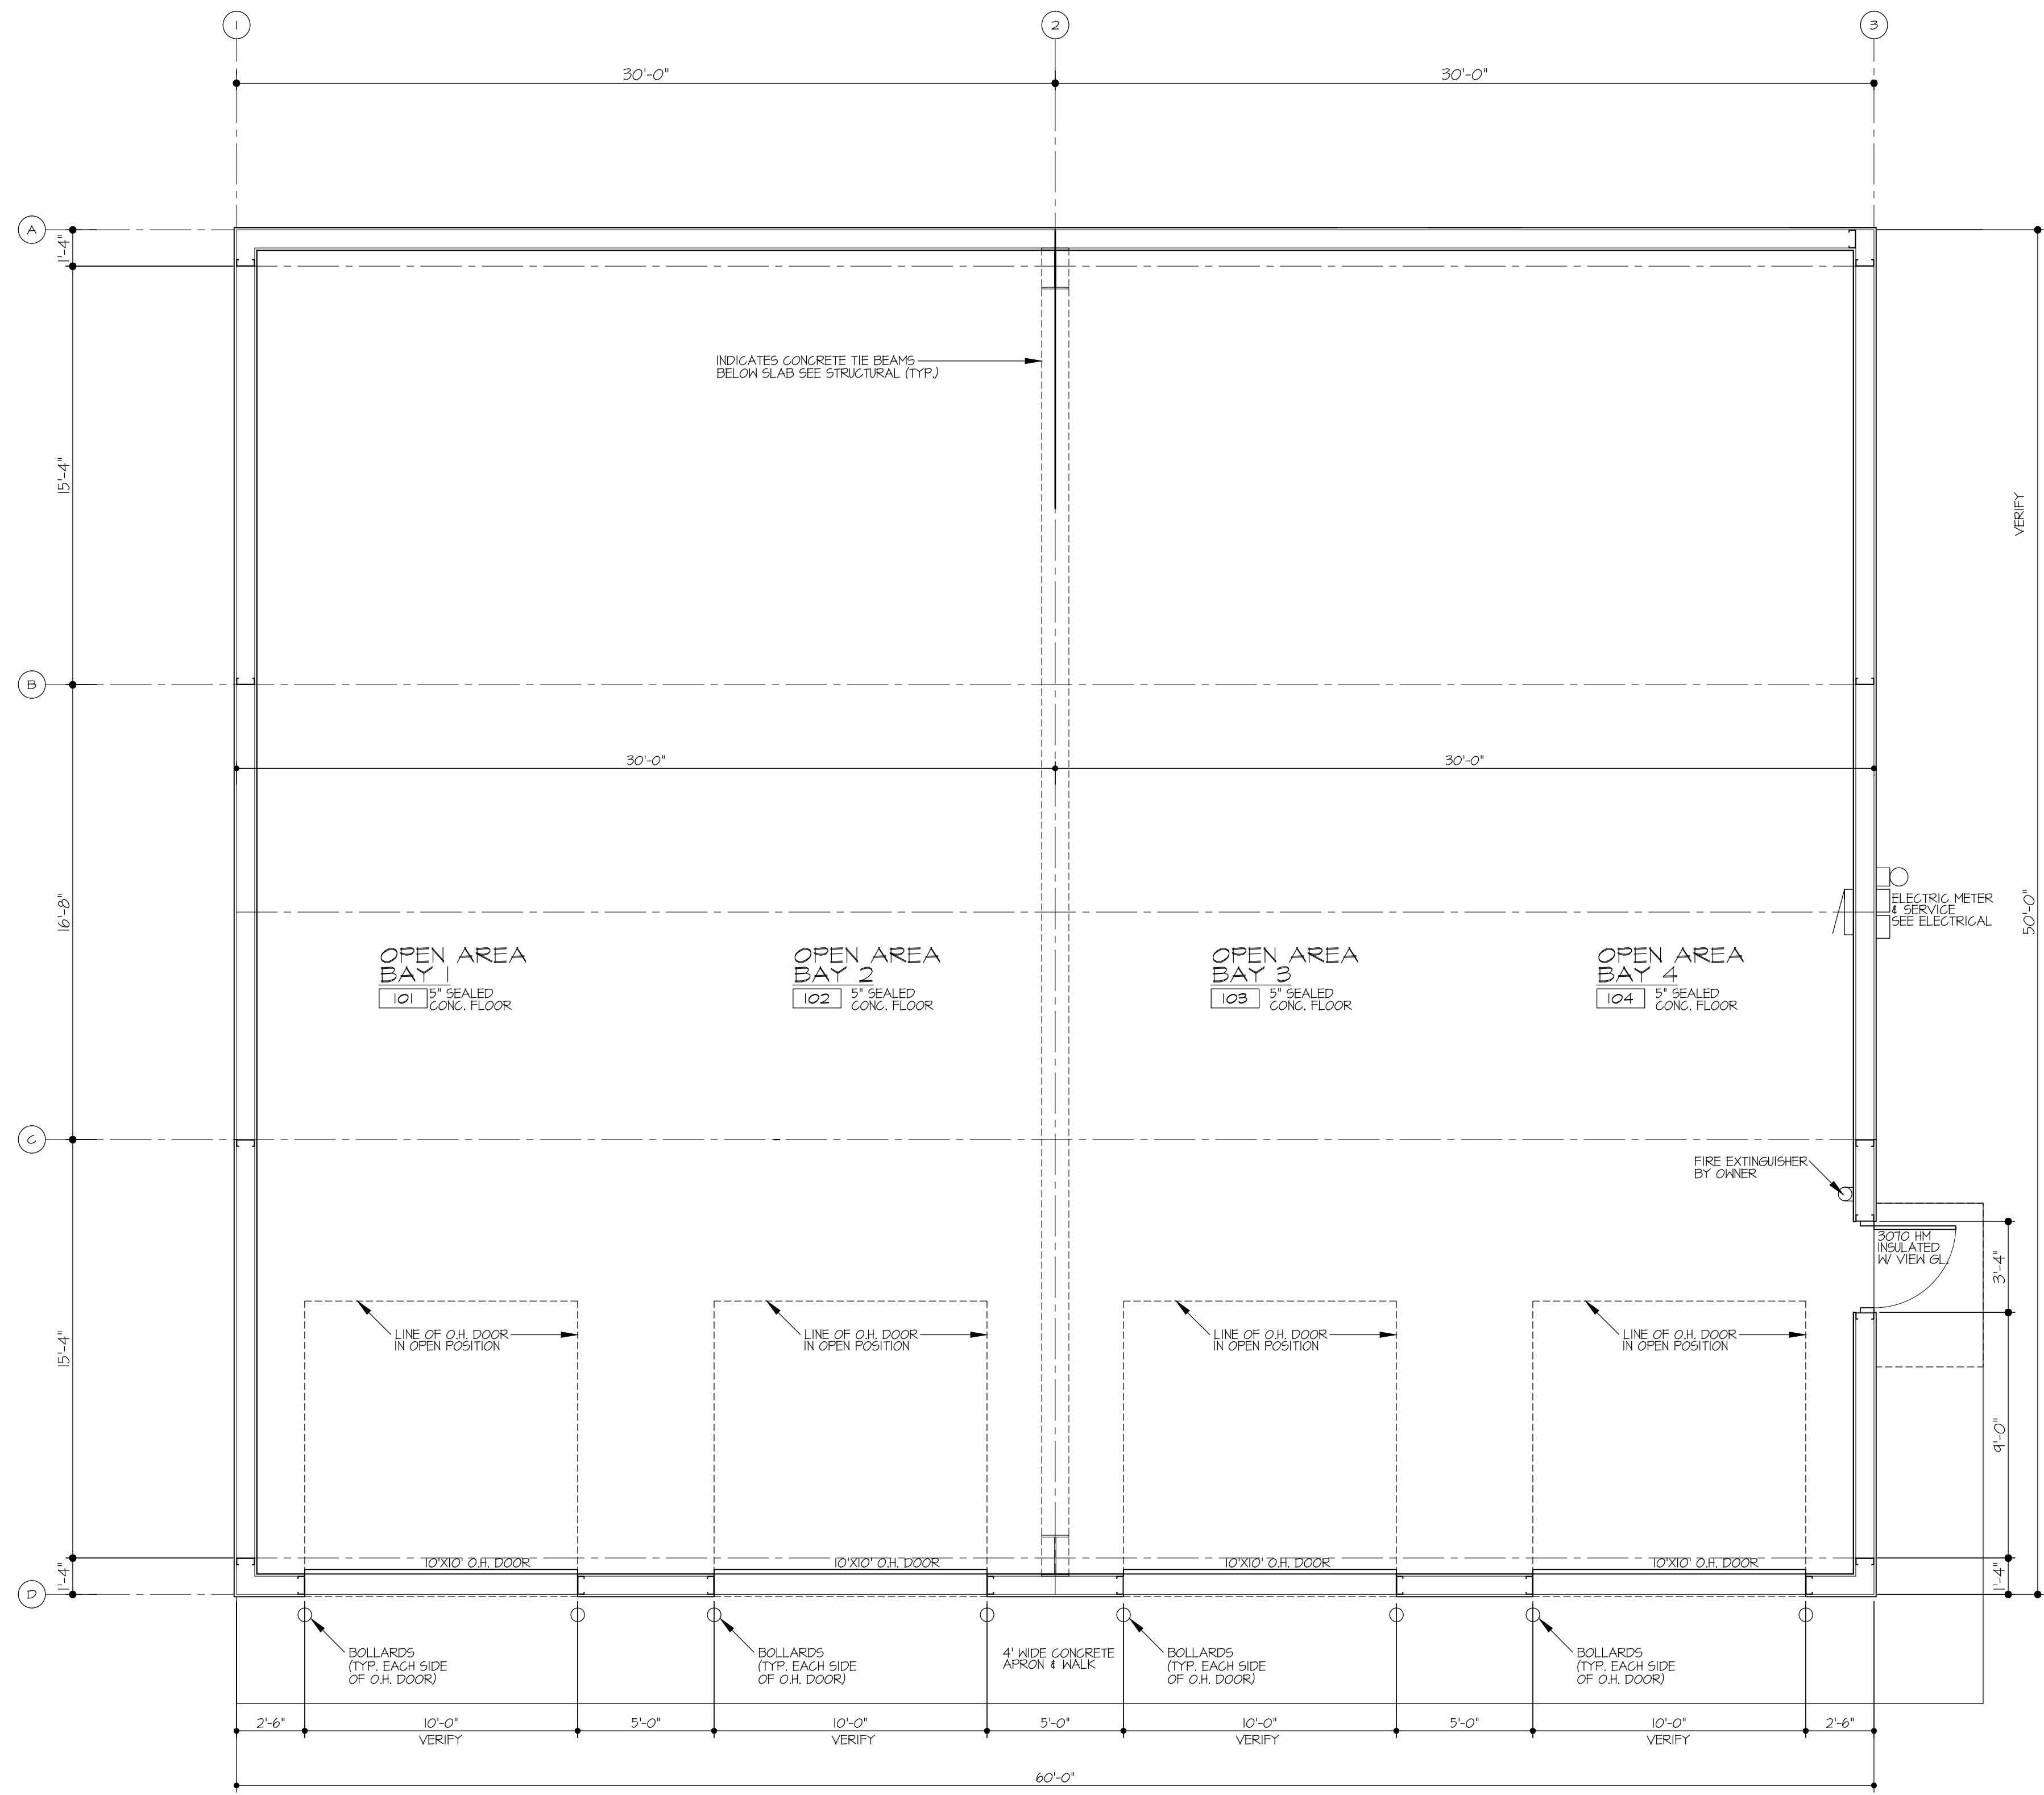 1
2
3
30'-0"
30'-0"
A
1'-4"
INDICATES CONCRETE TIE BEAMS
BELOW SLAB SEE STRUCTURAL (TYP.)
15'-4"
VERIFY
B
30'-0"
30'-0"
16'-8"
50'-0"
ELECTRIC METER
& SERVICE
SEE ELECTRICAL
OPEN AREA
BAY 1
101
5" SEALED
CONC. FLOOR
OPEN AREA
BAY 2
102
5" SEALED
CONC. FLOOR
OPEN AREA
BAY 3
103
5" SEALED
CONC. FLOOR
OPEN AREA
BAY 4
104
5" SEALED
CONC. FLOOR
C
FIRE EXTINGUISHER
BY OWNER
3070 HM
INSULATED
W/ VIEW GL.
3'-4"
15'-4"
LINE OF O.H. DOOR
IN OPEN POSITION
LINE OF O.H. DOOR
IN OPEN POSITION
LINE OF O.H. DOOR
IN OPEN POSITION
LINE OF O.H. DOOR
IN OPEN POSITION
9'-0"
10'X10' O.H. DOOR
10'X10' O.H. DOOR
10'X10' O.H. DOOR
10'X10' O.H. DOOR
1'-4"
1'-4"
D
BOLLARDS
(TYP. EACH SIDE
OF O.H. DOOR)
BOLLARDS
(TYP. EACH SIDE
OF O.H. DOOR)
4' WIDE CONCRETE
APRON & WALK
BOLLARDS
(TYP. EACH SIDE
OF O.H. DOOR)
BOLLARDS
(TYP. EACH SIDE
OF O.H. DOOR)
2'-6"
10'-0"
VERIFY
5'-0"
10'-0"
VERIFY
5'-0"
10'-0"
VERIFY
5'-0"
10'-0"
VERIFY
2'-6"
60'-0"